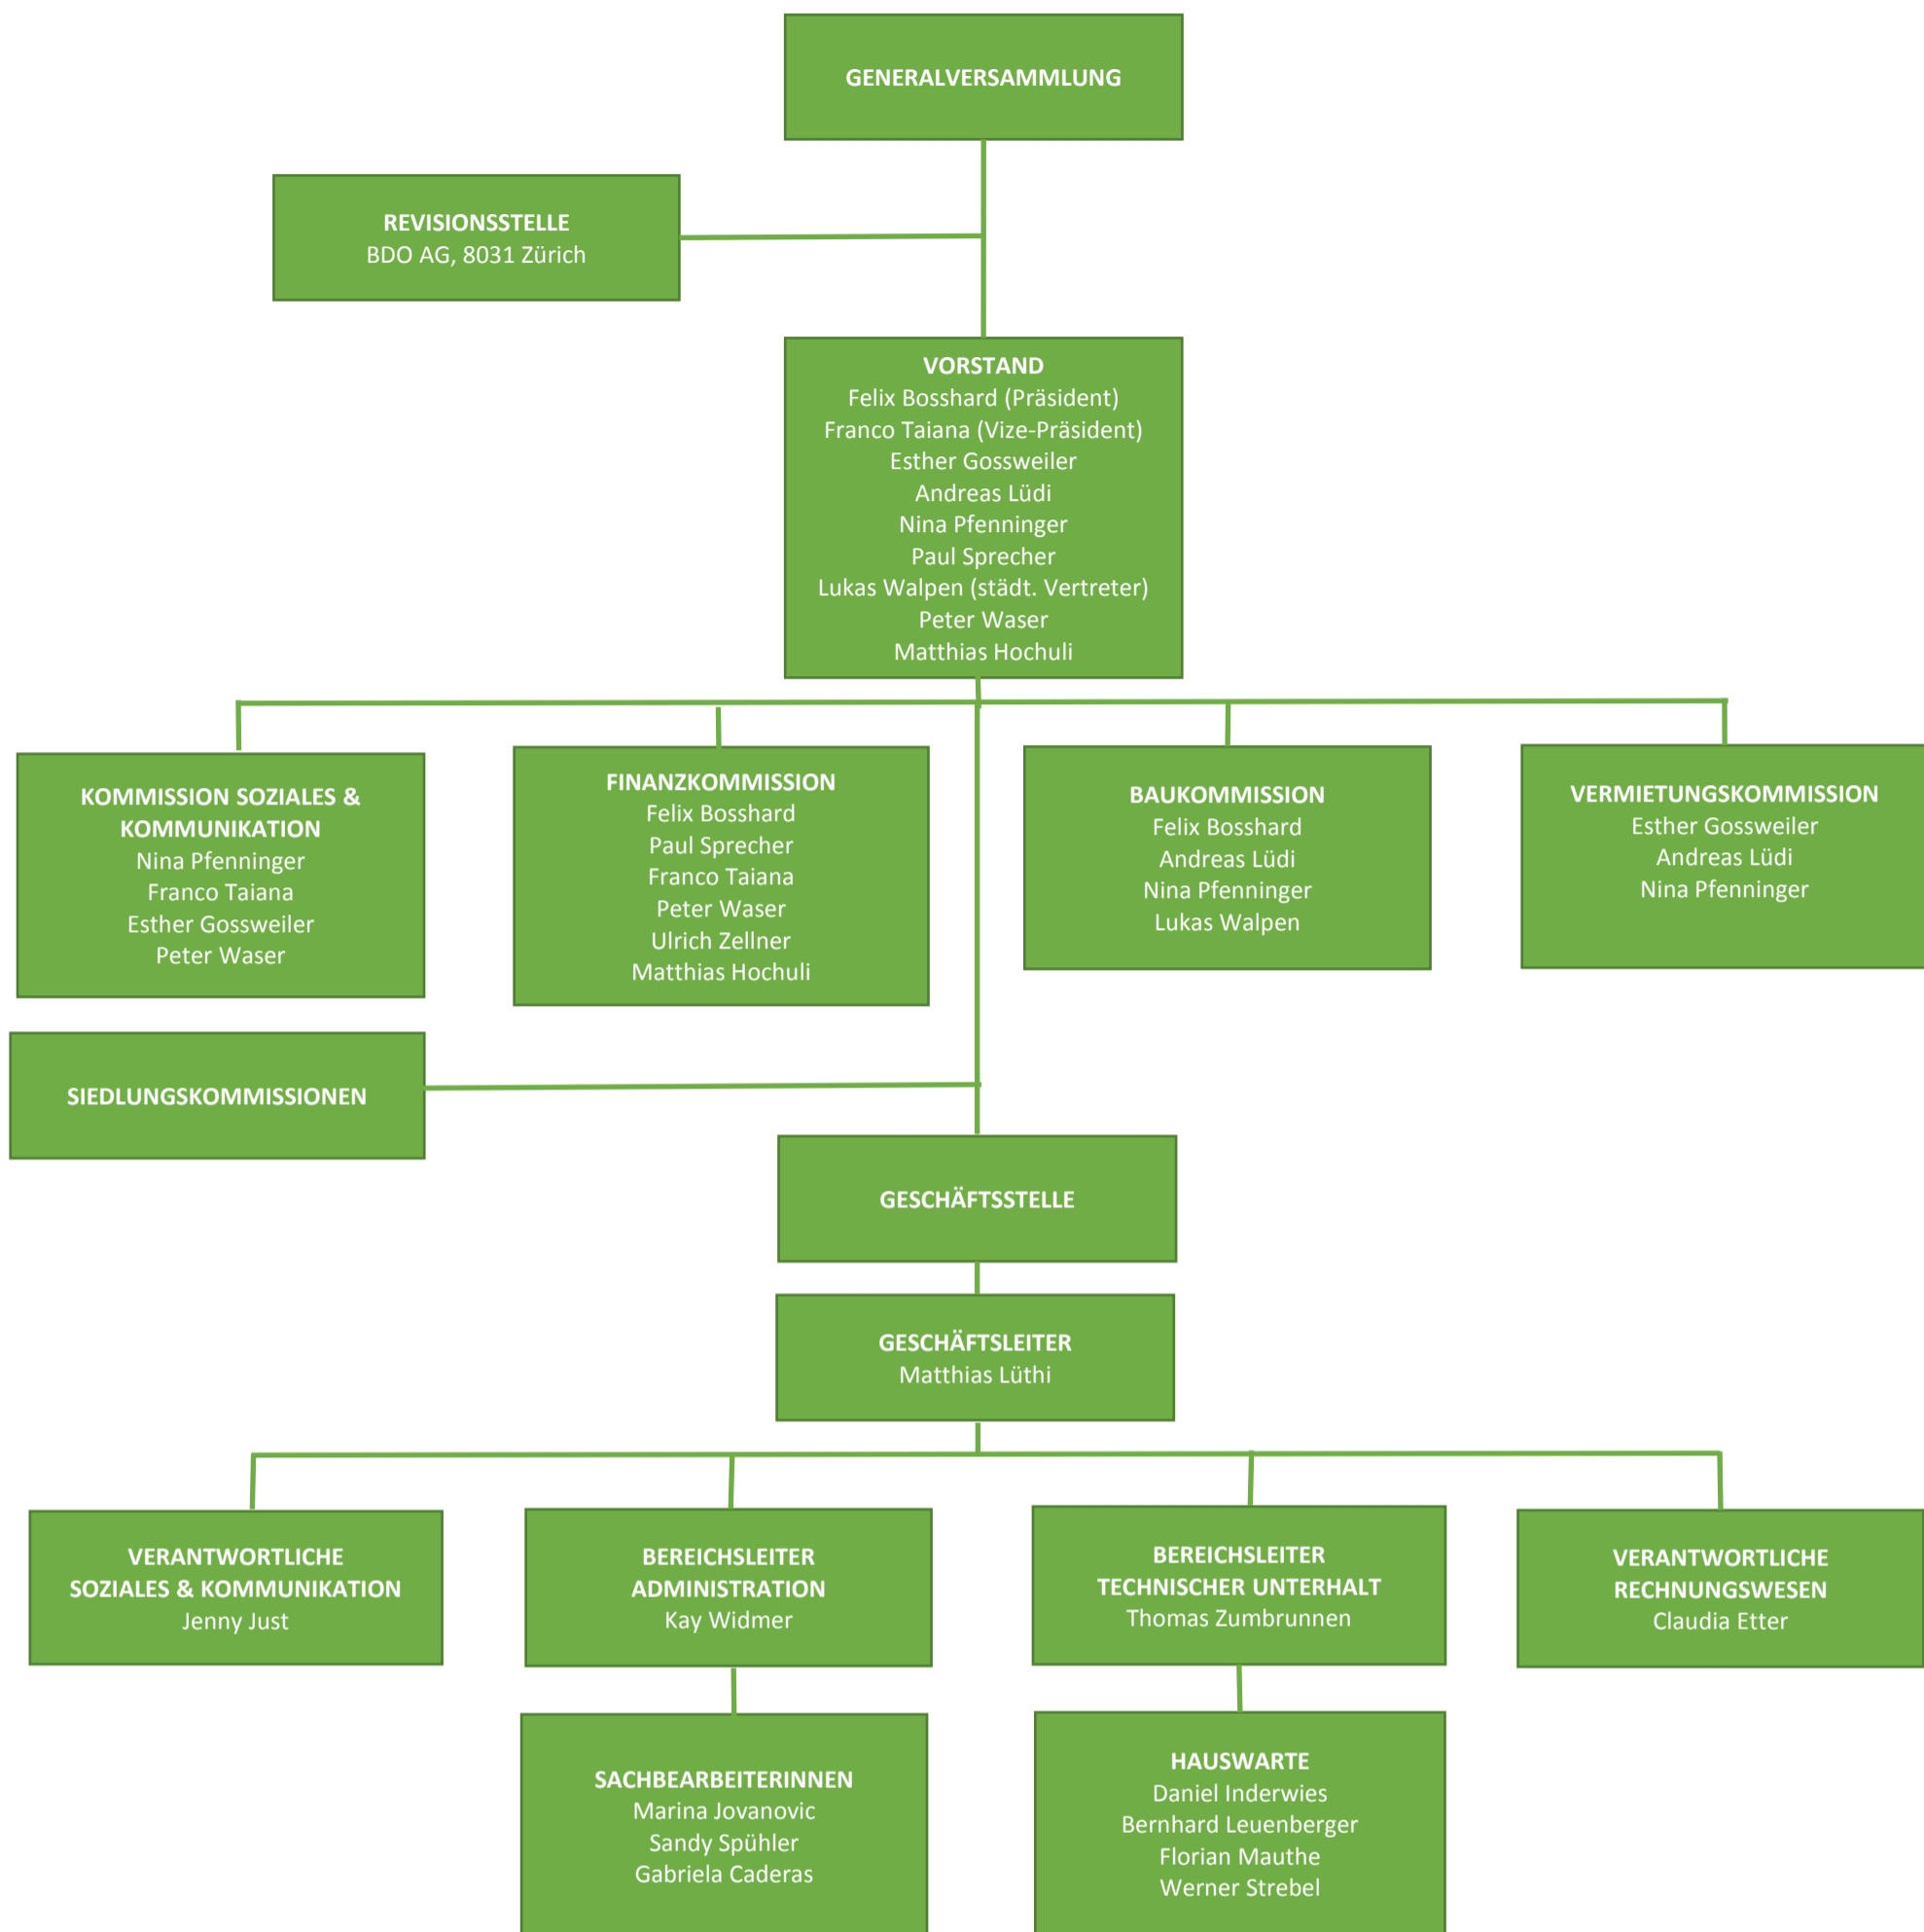 GENERALVERSAMMLUNG
REVISIONSSTELLE
BDO AG, 8031 Zürich
VORSTAND
Felix Bosshard (Präsident)
Franco Taiana (Vize-Präsident)
Esther Gossweiler
Andreas Lüdi
Nina Pfenninger
Paul Sprecher
Lukas Walpen (städt. Vertreter)
Peter Waser
Matthias Hochuli
KOMMISSION SOZIALES &
KOMMUNIKATION
Nina Pfenninger
Franco Taiana
Esther Gossweiler
Peter Waser
FINANZKOMMISSION
Felix Bosshard
Paul Sprecher
Franco Taiana
Peter Waser
Ulrich Zellner
Matthias Hochuli
BAUKOMMISSION
Felix Bosshard
Andreas Lüdi
Nina Pfenninger
Lukas Walpen
VERMIETUNGSKOMMISSION
Esther Gossweiler
Andreas Lüdi
Nina Pfenninger
SIEDLUNGSKOMMISSIONEN
GESCHÄFTSSTELLE
GESCHÄFTSLEITER
Matthias Lüthi
VERANTWORTLICHE
SOZIALES & KOMMUNIKATION
Jenny Just
BEREICHSLEITER
ADMINISTRATION
Kay Widmer
BEREICHSLEITER
TECHNISCHER UNTERHALT
Thomas Zumbrunnen
VERANTWORTLICHE
RECHNUNGSWESEN
Claudia Etter
SACHBEARBEITERINNEN
Marina Jovanovic
Sandy Spühler
Gabriela Caderas
HAUSWARTE
Daniel Inderwies
Bernhard Leuenberger
Florian Mauthe
Werner Strebel